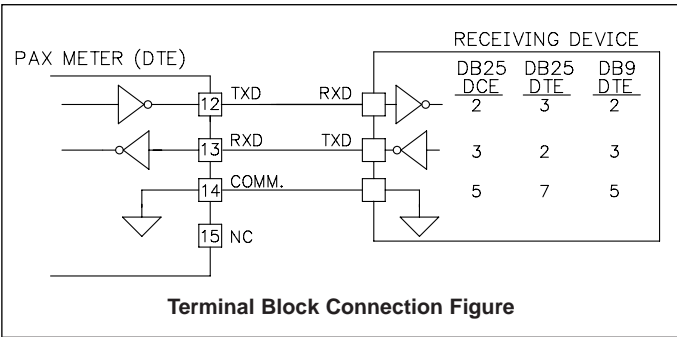 RECEIVING DEVICE
PAX METER (DTE)
DB25 DB25 DB9
DCE DTE DTE
12 TXD RXD 2 3 2
13 RXD TXD 3 2 3
14 COMM. 5 7 5
15 NC
Terminal Block Connection Figure